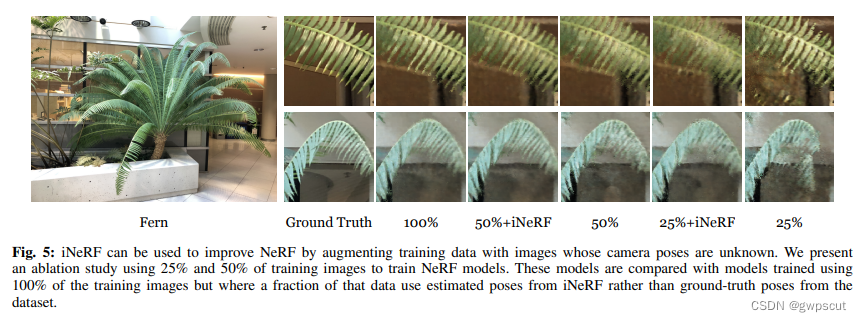 Fern Ground Truth 100% 50%+iNeRF 50% 25%+iNeRF 25%
Fig. 5: iNeRF can be used to improve NeRF by augmenting training data with images whose camera poses are unknown. We present
an ablation study using 25% and 50% of training images to train NeRF models. These models are compared with models trained using
100% of the training images but where a fraction of that data use estimated poses from iNeRF rather than ground-truth poses from the
dataset.
CSDN @gwpscut